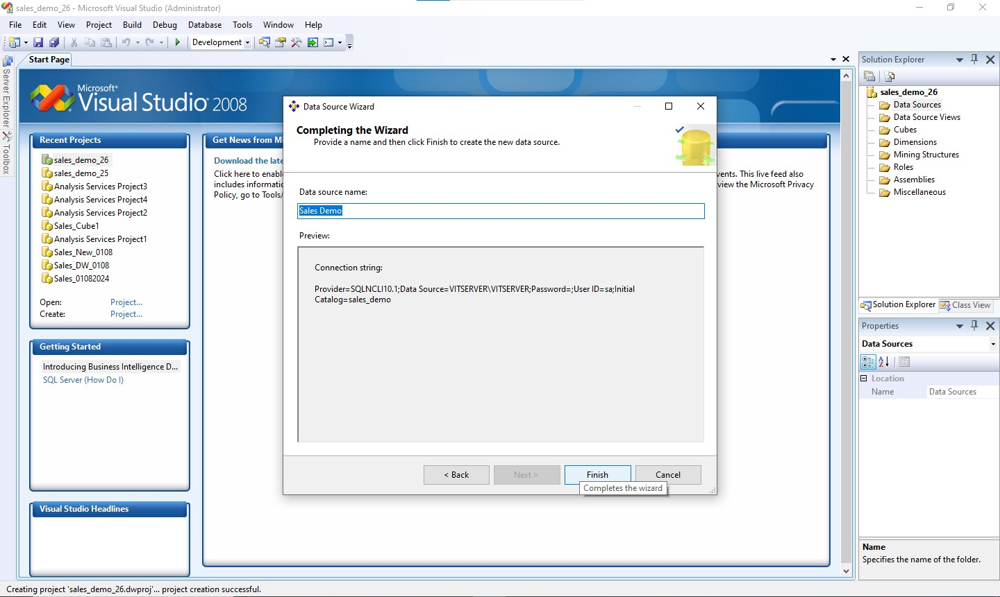 sales_demo_26 - Microsoft Visual Studio (Administrator)
File Edit View Project Build Debug Database Tools Window Help
Development
Server Explorer
Toolbox
Start Page
Microsoft®
Visual Studio® 2008
Recent Projects
sales_demo_26
sales_demo_25
Analysis Services Project3
Analysis Services Project4
Analysis Services Project2
Sales_Cube1
Analysis Services Project1
Sales_New_0108
Sales_DW_0108
Sales_01082024
Open: Project...
Create: Project...
Getting Started
Introducing Business Intelligence D...
SQL Server (How Do I)
Visual Studio Headlines
Get News from Mi
Download the late
Click here to enabl
includes informatio
Policy, go to Tools/
vents. This live feed also
view the Microsoft Privacy
Data Source Wizard
Completing the Wizard
Provide a name and then click Finish to create the new data source.
Data source name:
Sales Demo
Preview:
Connection string:
Provider=SQLNCLI10.1;Data Source=VITSERVER\VITSERVER;Password=;User ID=sa;Initial
Catalog=sales_demo
< Back Next > Finish Cancel
Completes the wizard
Solution Explorer
sales_demo_26
Data Sources
Data Source Views
Cubes
Dimensions
Mining Structures
Roles
Assemblies
Miscellaneous
Solution Explorer Class View
Properties
Data Sources
Location
Name Data Sources
Name
Specifies the name of the folder.
Creating project 'sales_demo_26.dwproj'... project creation successful.